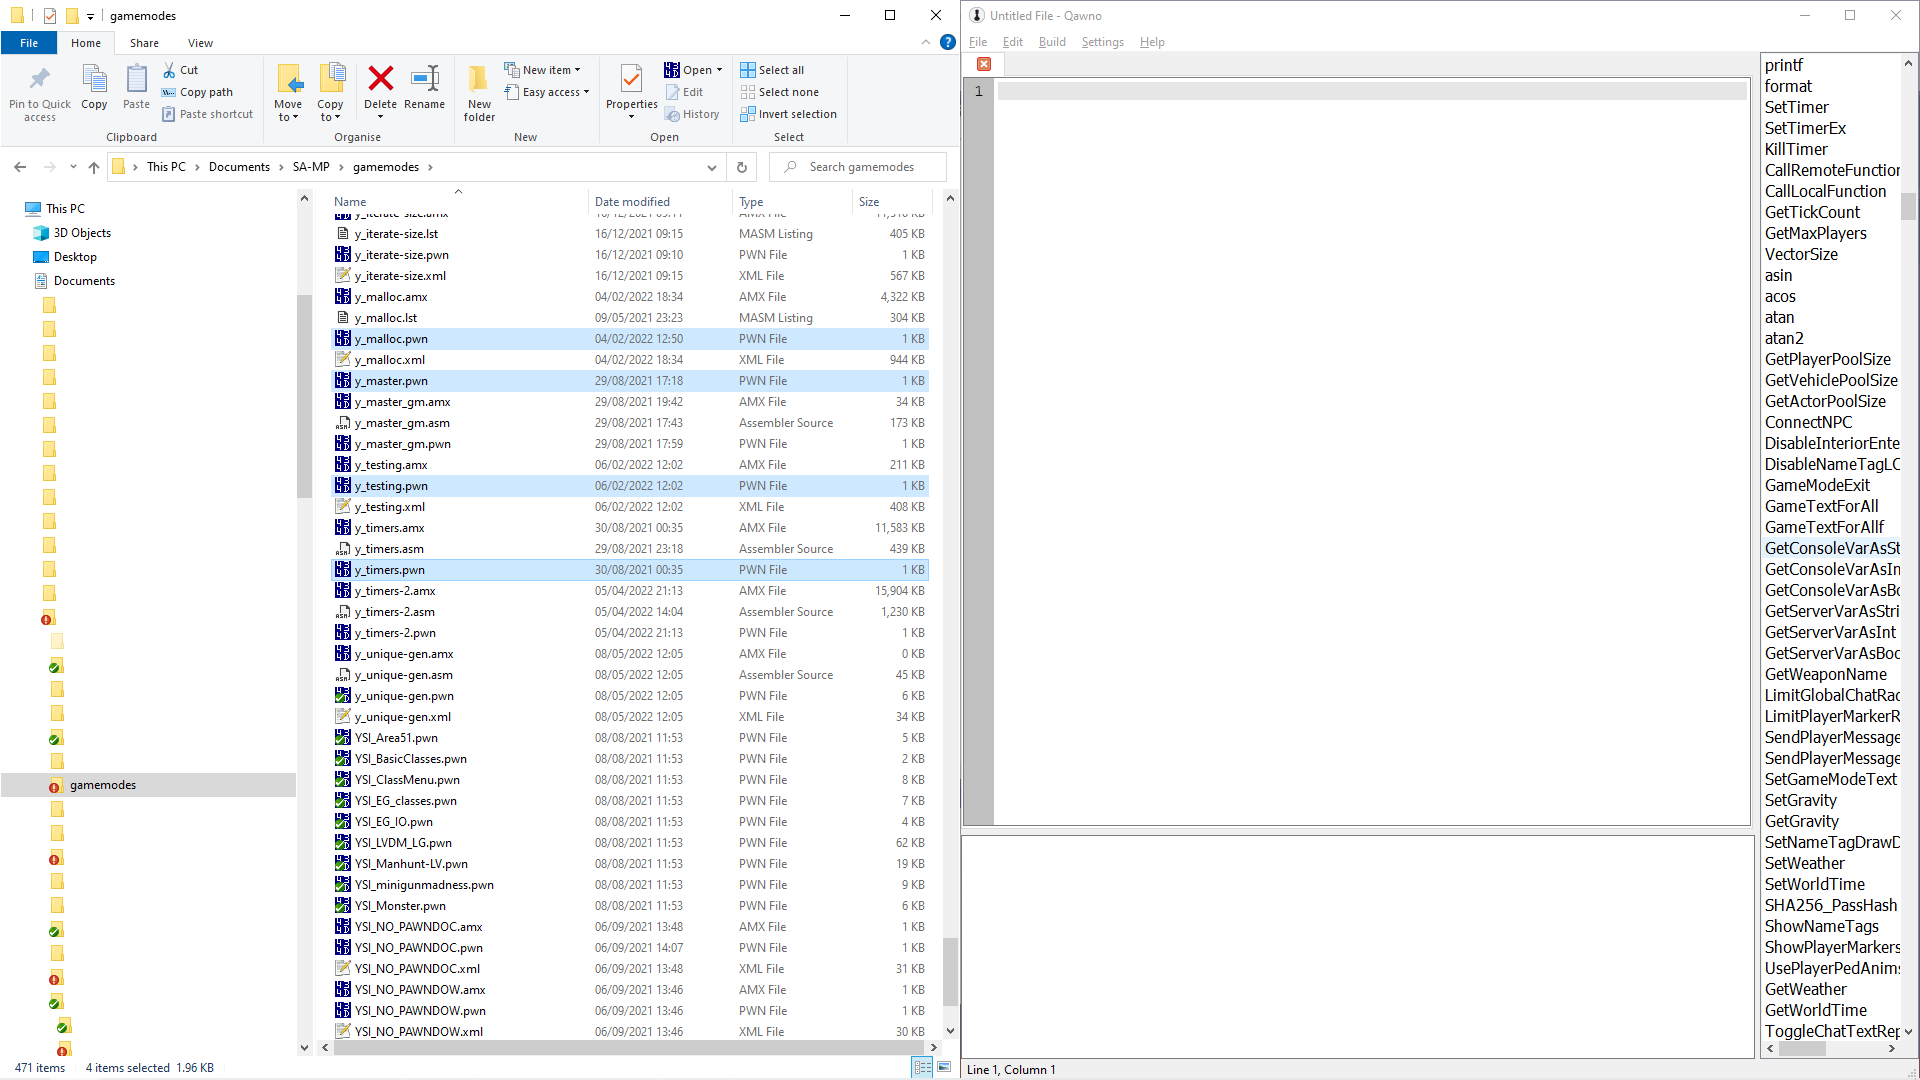 gamemodes
File Home Share View
Pin to Quick access
Copy
Paste
Cut
Copy path
Paste shortcut
Clipboard
Move to
Copy to
Delete
Rename
Organise
New folder
New item
Easy access
New
Properties
Open
Edit
History
Open
Select all
Select none
Invert selection
Select
This PC > Documents > SA-MP > gamemodes >
Search gamemodes
This PC
3D Objects
Desktop
Documents
gamemodes
Name Date modified Type Size
y_iterate-size.lst 16/12/2021 09:15 MASM Listing 405 KB
y_iterate-size.pwn 16/12/2021 09:10 PWN File 1 KB
y_iterate-size.xml 16/12/2021 09:15 XML File 567 KB
y_malloc.amx 04/02/2022 18:34 AMX File 4,322 KB
y_malloc.lst 09/05/2021 23:23 MASM Listing 304 KB
y_malloc.pwn 04/02/2022 12:50 PWN File 1 KB
y_malloc.xml 04/02/2022 18:34 XML File 944 KB
y_master.pwn 29/08/2021 17:18 PWN File 1 KB
y_master_gm.amx 29/08/2021 19:42 AMX File 34 KB
y_master_gm.asm 29/08/2021 17:43 Assembler Source 173 KB
y_master_gm.pwn 29/08/2021 17:59 PWN File 1 KB
y_testing.amx 06/02/2022 12:02 AMX File 211 KB
y_testing.pwn 06/02/2022 12:02 PWN File 1 KB
y_testing.xml 06/02/2022 12:02 XML File 408 KB
y_timers.amx 30/08/2021 00:35 AMX File 11,583 KB
y_timers.asm 29/08/2021 23:18 Assembler Source 439 KB
y_timers.pwn 30/08/2021 00:35 PWN File 1 KB
y_timers-2.amx 05/04/2022 21:13 AMX File 15,904 KB
y_timers-2.asm 05/04/2022 14:04 Assembler Source 1,230 KB
y_timers-2.pwn 05/04/2022 21:13 PWN File 1 KB
y_unique-gen.amx 08/05/2022 12:05 AMX File 0 KB
y_unique-gen.asm 08/05/2022 12:05 Assembler Source 45 KB
y_unique-gen.pwn 08/05/2022 12:05 PWN File 6 KB
y_unique-gen.xml 08/05/2022 12:05 XML File 34 KB
YSI_Area51.pwn 08/08/2021 11:53 PWN File 5 KB
YSI_BasicClasses.pwn 08/08/2021 11:53 PWN File 2 KB
YSI_ClassMenu.pwn 08/08/2021 11:53 PWN File 8 KB
YSI_EG_classes.pwn 08/08/2021 11:53 PWN File 7 KB
YSI_EG_IO.pwn 08/08/2021 11:53 PWN File 4 KB
YSI_LVDM_LG.pwn 08/08/2021 11:53 PWN File 62 KB
YSI_Manhunt-LV.pwn 08/08/2021 11:53 PWN File 19 KB
YSI_minigunmadness.pwn 08/08/2021 11:53 PWN File 9 KB
YSI_Monster.pwn 08/08/2021 11:53 PWN File 6 KB
YSI_NO_PAWNDOC.amx 06/09/2021 13:48 AMX File 1 KB
YSI_NO_PAWNDOC.pwn 06/09/2021 14:07 PWN File 1 KB
YSI_NO_PAWNDOC.xml 06/09/2021 13:48 XML File 31 KB
YSI_NO_PAWNDOW.amx 06/09/2021 13:46 AMX File 1 KB
YSI_NO_PAWNDOW.pwn 06/09/2021 13:46 PWN File 1 KB
YSI_NO_PAWNDOW.xml 06/09/2021 13:46 XML File 30 KB
471 items 4 items selected 1.96 KB
Untitled File - Qawno
File Edit Build Settings Help
1
printf
format
SetTimer
SetTimerEx
KillTimer
CallRemoteFunction
CallLocalFunction
GetTickCount
GetMaxPlayers
VectorSize
asin
acos
atan
atan2
GetPlayerPoolSize
GetVehiclePoolSize
GetActorPoolSize
ConnectNPC
DisableInteriorEnte
DisableNameTagLO
GameModeExit
GameTextForAll
GameTextForAllf
GetConsoleVarAsSt
GetConsoleVarAsIn
GetConsoleVarAsBo
GetServerVarAsStri
GetServerVarAsInt
GetServerVarAsBoo
GetWeaponName
LimitGlobalChatRad
LimitPlayerMarkerR
SendPlayerMessage
SendPlayerMessage
SetGameModeText
SetGravity
GetGravity
SetNameTagDrawD
SetWeather
SetWorldTime
SHA256_PassHash
ShowNameTags
ShowPlayerMarkers
UsePlayerPedAnims
GetWeather
GetWorldTime
ToggleChatTextRep
Line 1, Column 1